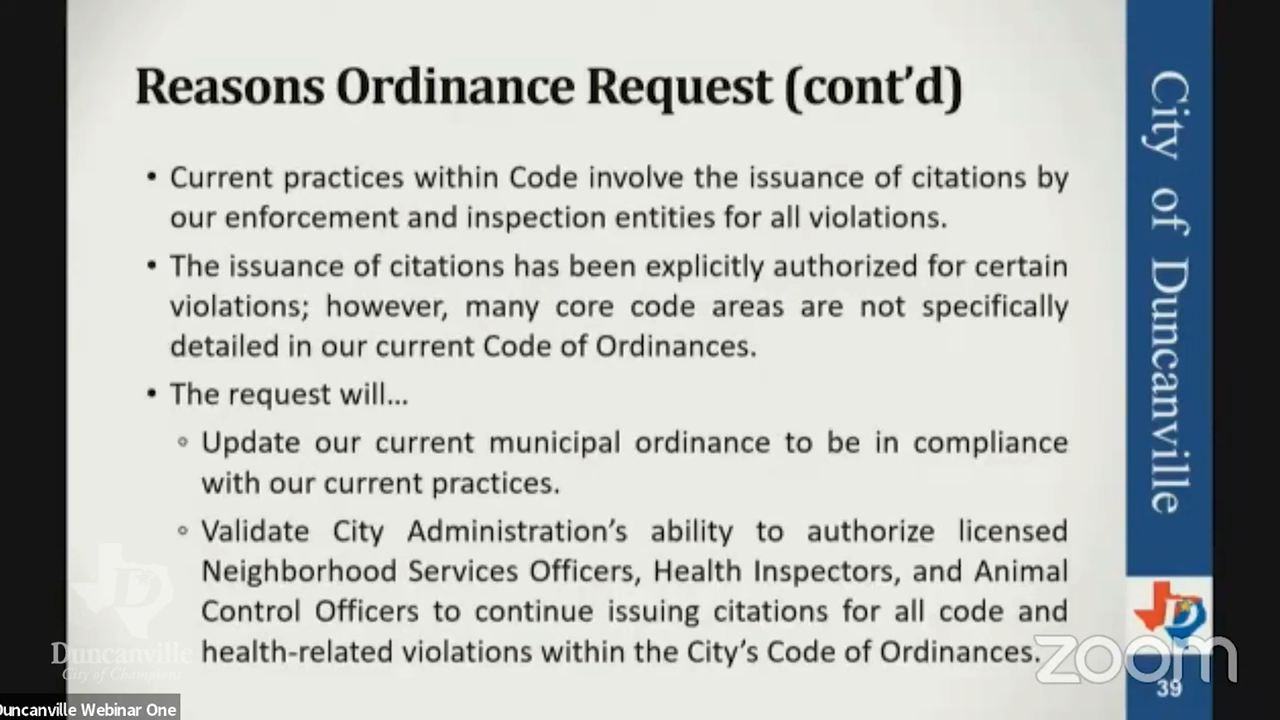 Reasons Ordinance Request (cont'd)
• Current practices within Code involve the issuance of citations by
our enforcement and inspection entities for all violations.
• The issuance of citations has been explicitly authorized for certain
violations; however, many core code areas are not specifically
detailed in our current Code of Ordinances.
• The request will...
◦ Update our current municipal ordinance to be in compliance
with our current practices.
◦ Validate City Administration's ability to authorize licensed
Neighborhood Services Officers, Health Inspectors, and Animal
Control Officers to continue issuing citations for all code and
health-related violations within the City's Code of Ordinances.
City of Duncanville
D
zoom
39
D
Duncanville
City of Champions
Duncanville Webinar One